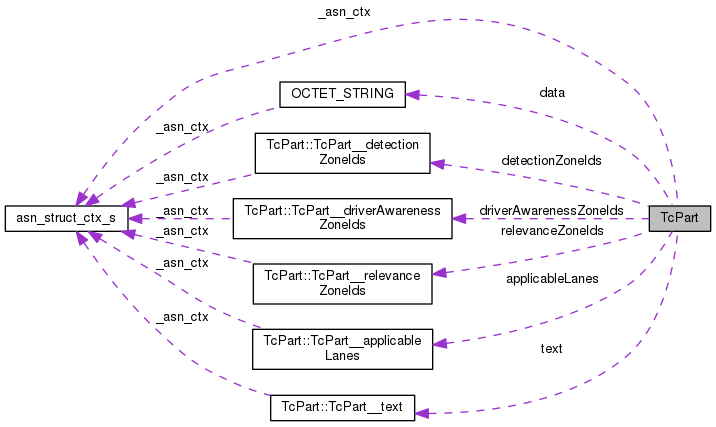 _asn_ctx
OCTET_STRING
data
_asn_ctx
TcPart::TcPart__detection
ZoneIds
detectionZoneIds
_asn_ctx
asn_struct_ctx_s
_asn_ctx
TcPart::TcPart__driverAwareness
ZoneIds
driverAwarenessZoneIds
TcPart
_asn_ctx
relevanceZoneIds
TcPart::TcPart__relevance
ZoneIds
_asn_ctx
applicableLanes
TcPart::TcPart__applicable
Lanes
_asn_ctx
text
TcPart::TcPart__text